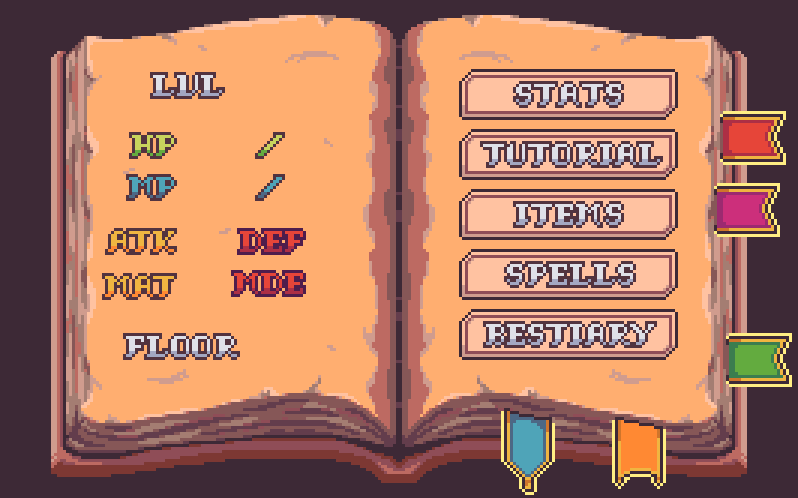 LVL
HP /
MP /
ATK DEF
MAT MDE
FLOOR
STATS
TUTORIAL
ITEMS
SPELLS
BESTIARY